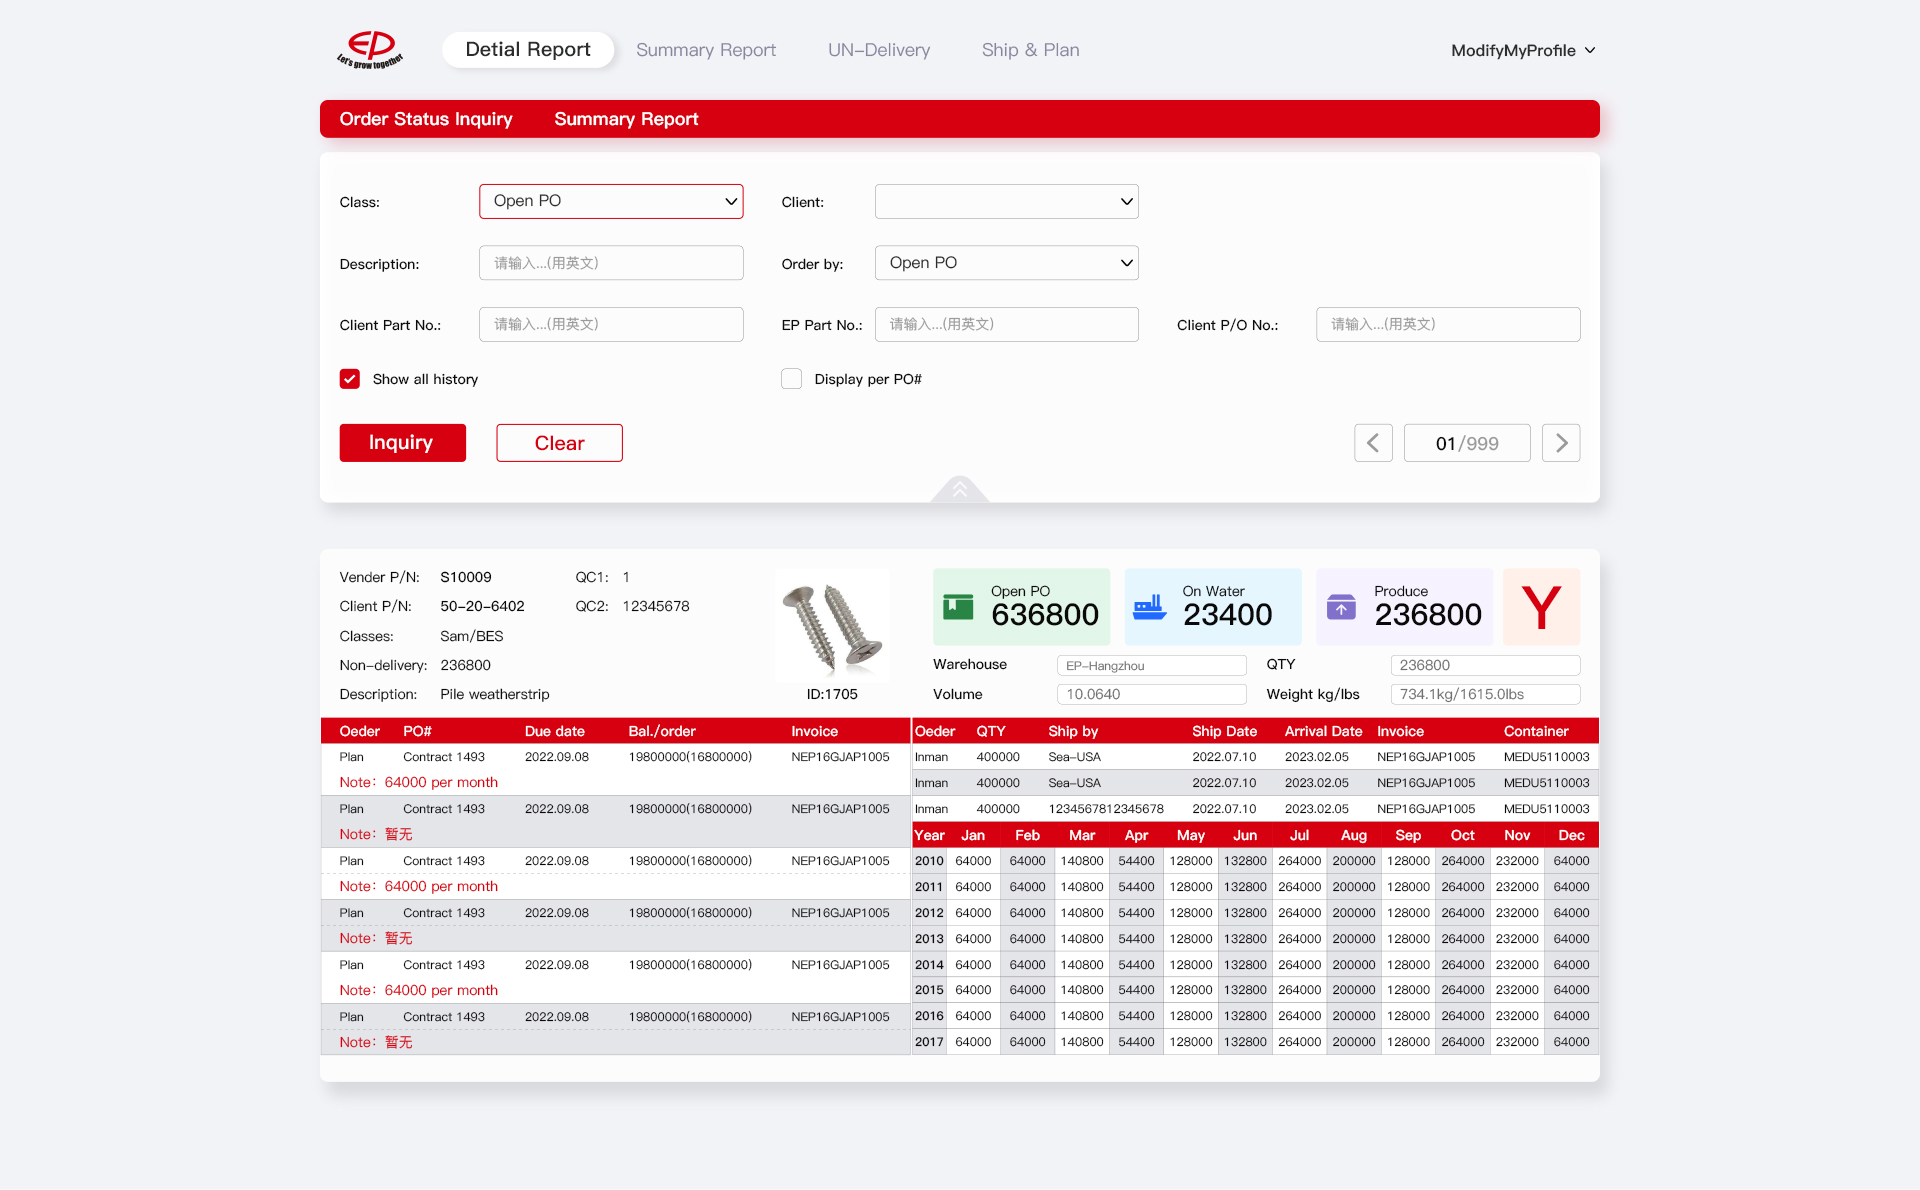 EP
Let's grow together
Detial Report
Summary Report
UN-Delivery
Ship & Plan
ModifyMyProfile
Order Status Inquiry
Summary Report
Class:
Open PO
Client:
Description:
请输入...(用英文)
Order by:
Open PO
Client Part No.:
请输入...(用英文)
EP Part No.:
请输入...(用英文)
Client P/O No.:
请输入...(用英文)
Show all history
Display per PO#
Inquiry
Clear
01/999
Vender P/N: S10009
QC1: 1
Client P/N: 50-20-6402
QC2: 12345678
Classes: Sam/BES
Non-delivery: 236800
Description: Pile weatherstrip
ID:1705
Open PO
636800
On Water
23400
Produce
236800
Y
Warehouse EP-Hangzhou QTY 236800
Volume 10.0640 Weight kg/lbs 734.1kg/1615.0lbs
Oeder PO# Due date Bal./order Invoice
Plan Contract 1493 2022.09.08 19800000(16800000) NEP16GJAP1005
Note：64000 per month
Plan Contract 1493 2022.09.08 19800000(16800000) NEP16GJAP1005
Note：暂无
Plan Contract 1493 2022.09.08 19800000(16800000) NEP16GJAP1005
Note：64000 per month
Plan Contract 1493 2022.09.08 19800000(16800000) NEP16GJAP1005
Note：暂无
Plan Contract 1493 2022.09.08 19800000(16800000) NEP16GJAP1005
Note：64000 per month
Plan Contract 1493 2022.09.08 19800000(16800000) NEP16GJAP1005
Note：暂无
Oeder QTY Ship by Ship Date Arrival Date Invoice Container
Inman 400000 Sea-USA 2022.07.10 2023.02.05 NEP16GJAP1005 MEDU5110003
Inman 400000 Sea-USA 2022.07.10 2023.02.05 NEP16GJAP1005 MEDU5110003
Inman 400000 1234567812345678 2022.07.10 2023.02.05 NEP16GJAP1005 MEDU5110003
Year Jan Feb Mar Apr May Jun Jul Aug Sep Oct Nov Dec
2010 64000 64000 140800 54400 128000 132800 264000 200000 128000 264000 232000 64000
2011 64000 64000 140800 54400 128000 132800 264000 200000 128000 264000 232000 64000
2012 64000 64000 140800 54400 128000 132800 264000 200000 128000 264000 232000 64000
2013 64000 64000 140800 54400 128000 132800 264000 200000 128000 264000 232000 64000
2014 64000 64000 140800 54400 128000 132800 264000 200000 128000 264000 232000 64000
2015 64000 64000 140800 54400 128000 132800 264000 200000 128000 264000 232000 64000
2016 64000 64000 140800 54400 128000 132800 264000 200000 128000 264000 232000 64000
2017 64000 64000 140800 54400 128000 132800 264000 200000 128000 264000 232000 64000